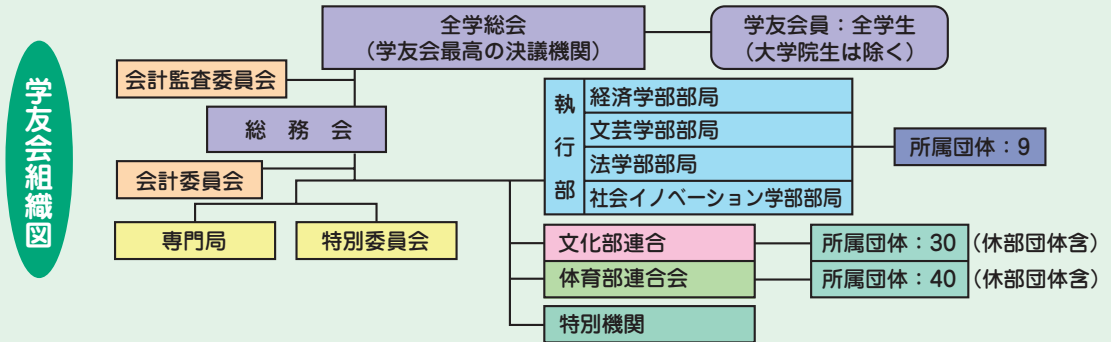 学友会組織図
全学総会
(学友会最高の決議機関)
学友会員：全学生
(大学院生は除く)
会計監査委員会
総務会
会計委員会
専門局
特別委員会
執行部
経済学部部局
文芸学部部局
法学部部局
社会イノベーション学部部局
所属団体：9
文化部連合
所属団体：30 (休部団体含)
体育部連合会
所属団体：40 (休部団体含)
特別機関